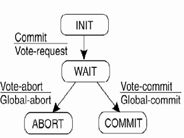 INIT
Commit
Vote-request
WAIT
Vote-abort
Global-abort
Vote-commit
Global-commit
ABORT
COMMIT